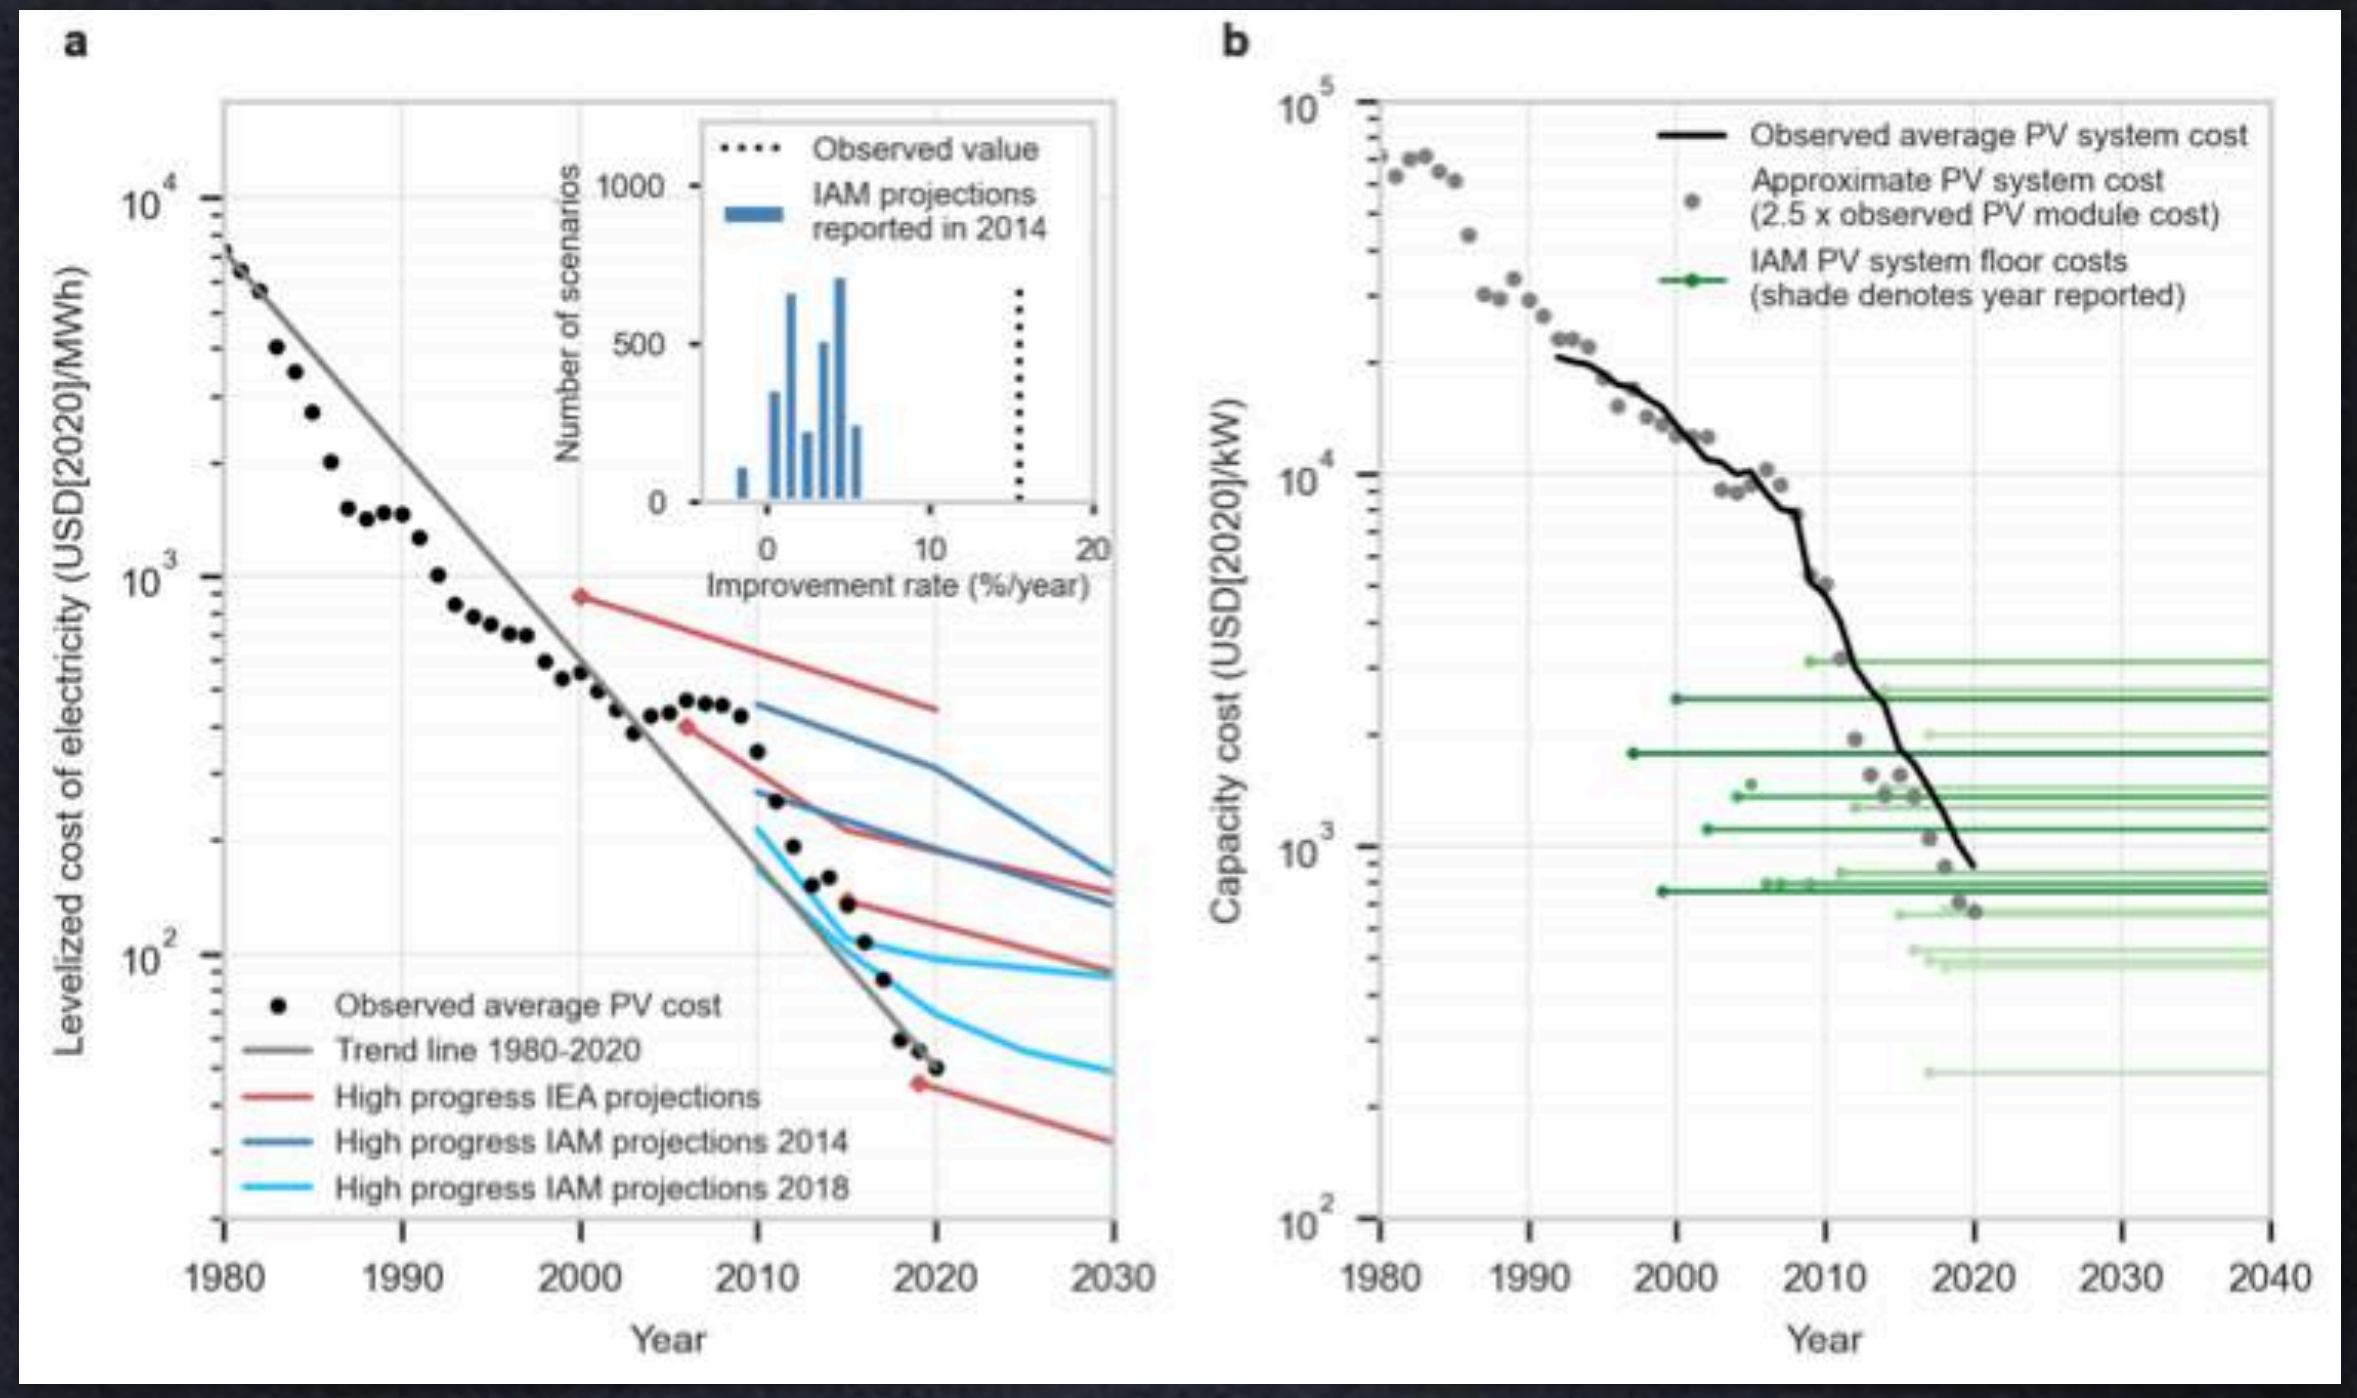 a
Levelized cost of electricity (USD[2020]/MWh)
10^4
10^3
10^2
1980 1990 2000 2010 2020 2030
Year
Observed average PV cost
Trend line 1980-2020
High progress IEA projections
High progress IAM projections 2014
High progress IAM projections 2018
Number of scenarios
1000
500
0
Observed value
IAM projections
reported in 2014
0 10 20
Improvement rate (%/year)
b
Capacity cost (USD[2020]/kW)
10^5
10^4
10^3
10^2
Observed average PV system cost
Approximate PV system cost
(2.5 x observed PV module cost)
IAM PV system floor costs
(shade denotes year reported)
1980 1990 2000 2010 2020 2030 2040
Year